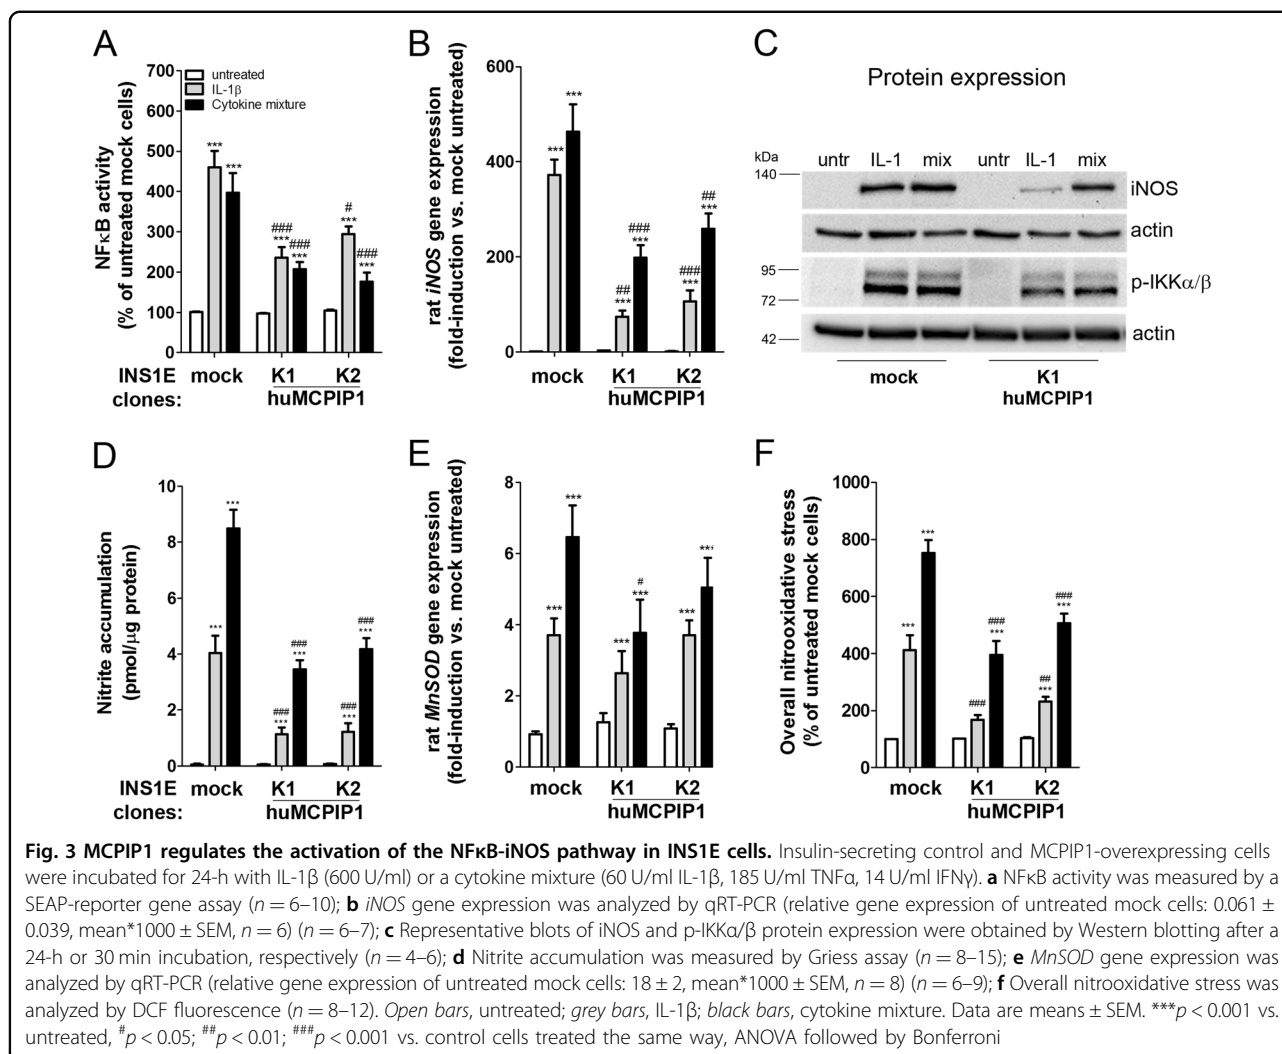 A
NFκB activity
(% of untreated mock cells)
700
600
500
400
300
200
100
0
untreated
IL-1β
Cytokine mixture
***
***
###
***
###
***
#
***
###
***
INS1E
clones:
mock
K1
K2
huMCPIP1
B
rat iNOS gene expression
(fold-induction vs. mock untreated)
600
400
200
0
***
***
##
***
###
***
###
***
##
***
mock
K1
K2
huMCPIP1
C
Protein expression
kDa
untr IL-1 mix untr IL-1 mix
140
iNOS
actin
95
p-IKKα/β
72
42
actin
mock
K1
huMCPIP1
D
Nitrite accumulation
(pmol/µg protein)
10
8
6
4
2
0
***
***
###
***
###
***
###
***
###
***
INS1E
clones:
mock
K1
K2
huMCPIP1
E
rat MnSOD gene expression
(fold-induction vs. mock untreated)
8
6
4
2
0
***
***
***
#
***
***
***
mock
K1
K2
huMCPIP1
F
Overall nitrooxidative stress
(% of untreated mock cells)
1000
800
600
400
200
0
***
***
###
###
***
##
***
###
***
mock
K1
K2
huMCPIP1
Fig. 3 MCPIP1 regulates the activation of the NFκB-iNOS pathway in INS1E cells. Insulin-secreting control and MCPIP1-overexpressing cells
were incubated for 24-h with IL-1β (600 U/ml) or a cytokine mixture (60 U/ml IL-1β, 185 U/ml TNFα, 14 U/ml IFNγ). a NFκB activity was measured by a
SEAP-reporter gene assay (n = 6–10); b iNOS gene expression was analyzed by qRT-PCR (relative gene expression of untreated mock cells: 0.061 ±
0.039, mean*1000 ± SEM, n = 6) (n = 6–7); c Representative blots of iNOS and p-IKKα/β protein expression were obtained by Western blotting after a
24-h or 30 min incubation, respectively (n = 4–6); d Nitrite accumulation was measured by Griess assay (n = 8–15); e MnSOD gene expression was
analyzed by qRT-PCR (relative gene expression of untreated mock cells: 18 ± 2, mean*1000 ± SEM, n = 8) (n = 6–9); f Overall nitrooxidative stress was
analyzed by DCF fluorescence (n = 8–12). Open bars, untreated; grey bars, IL-1β; black bars, cytokine mixture. Data are means ± SEM. ***p < 0.001 vs.
untreated, #p < 0.05; ##p < 0.01; ###p < 0.001 vs. control cells treated the same way, ANOVA followed by Bonferroni